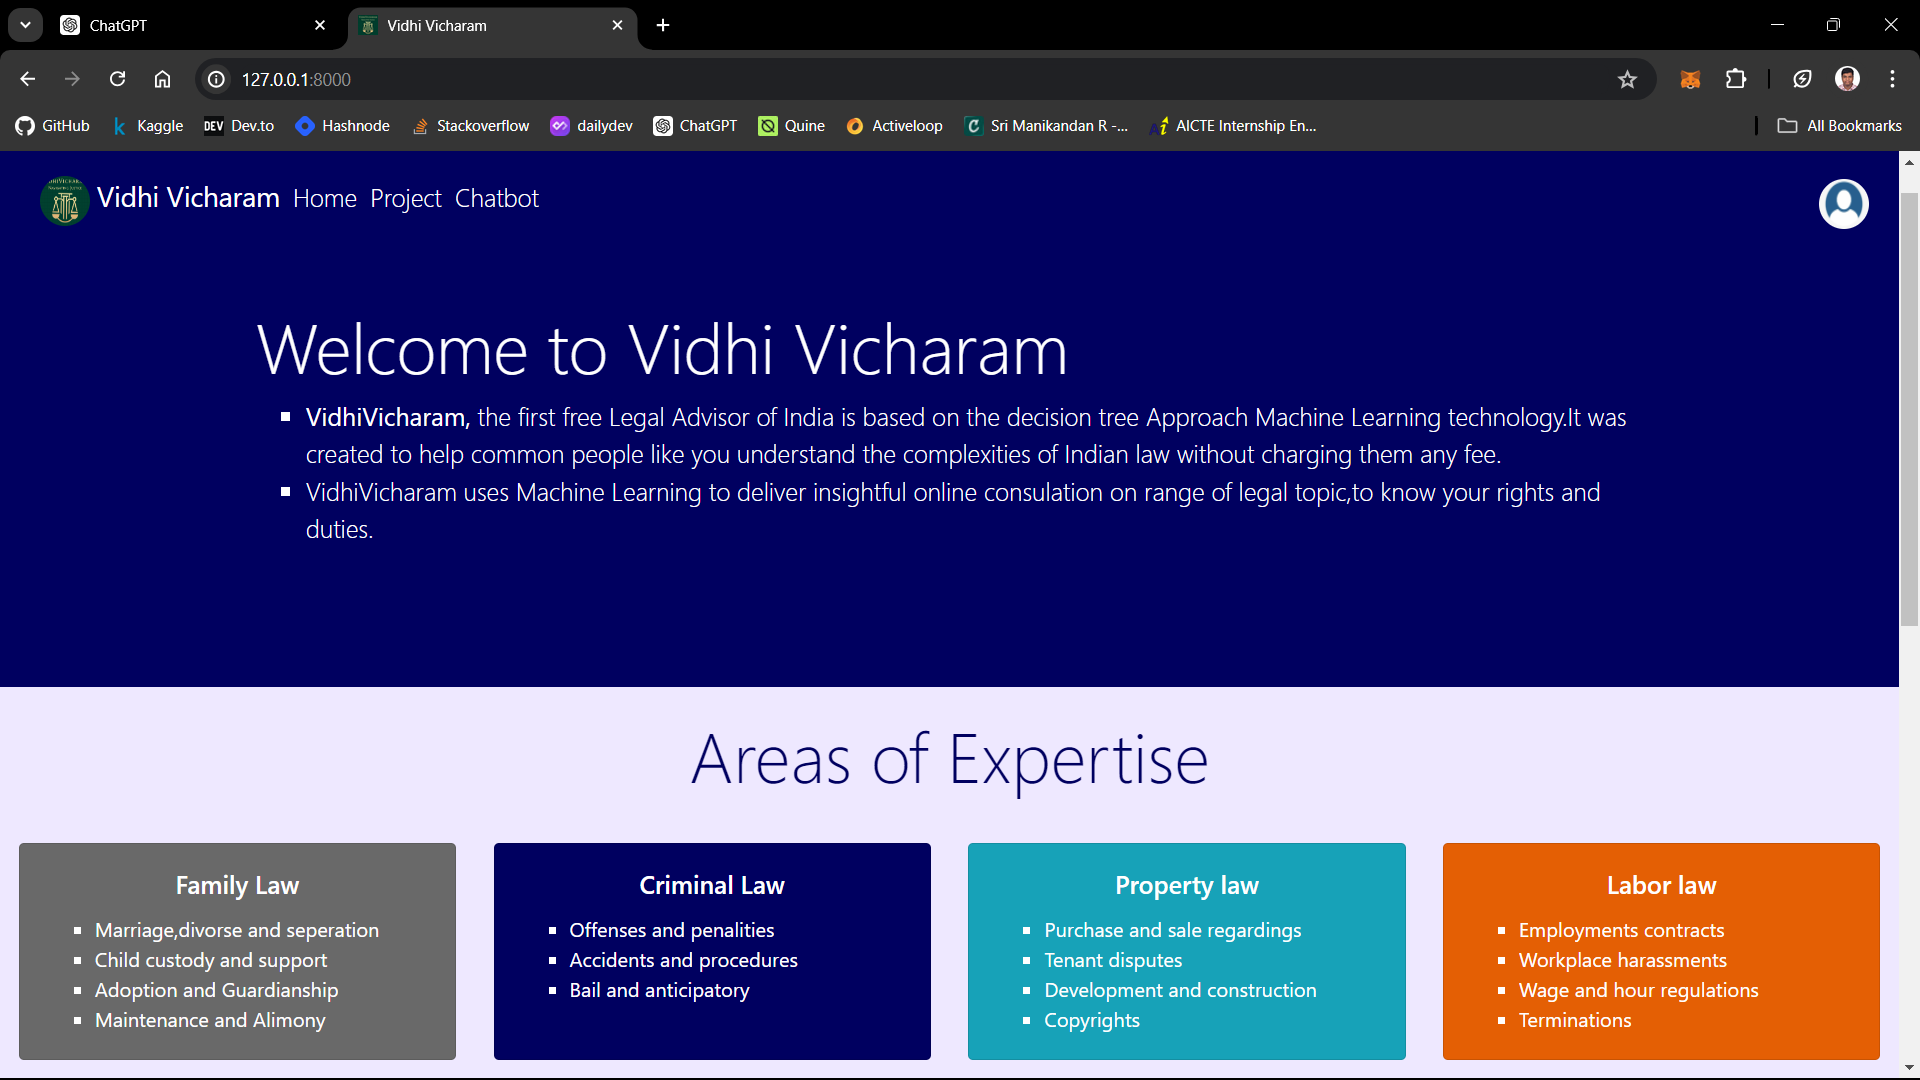 ChatGPT
Vidhi Vicharam
127.0.0.1:8000
GitHub
Kaggle
DEV Dev.to
Hashnode
Stackoverflow
dailydev
ChatGPT
Quine
Activeloop
Sri Manikandan R -...
AICTE Internship En...
All Bookmarks
Vidhi Vicharam Home Project Chatbot
Welcome to Vidhi Vicharam
VidhiVicharam, the first free Legal Advisor of India is based on the decision tree Approach Machine Learning technology.It was
created to help common people like you understand the complexities of Indian law without charging them any fee.
VidhiVicharam uses Machine Learning to deliver insightful online consulation on range of legal topic,to know your rights and
duties.
Areas of Expertise
Family Law
Marriage,divorse and seperation
Child custody and support
Adoption and Guardianship
Maintenance and Alimony
Criminal Law
Offenses and penalities
Accidents and procedures
Bail and anticipatory
Property law
Purchase and sale regardings
Tenant disputes
Development and construction
Copyrights
Labor law
Employments contracts
Workplace harassments
Wage and hour regulations
Terminations